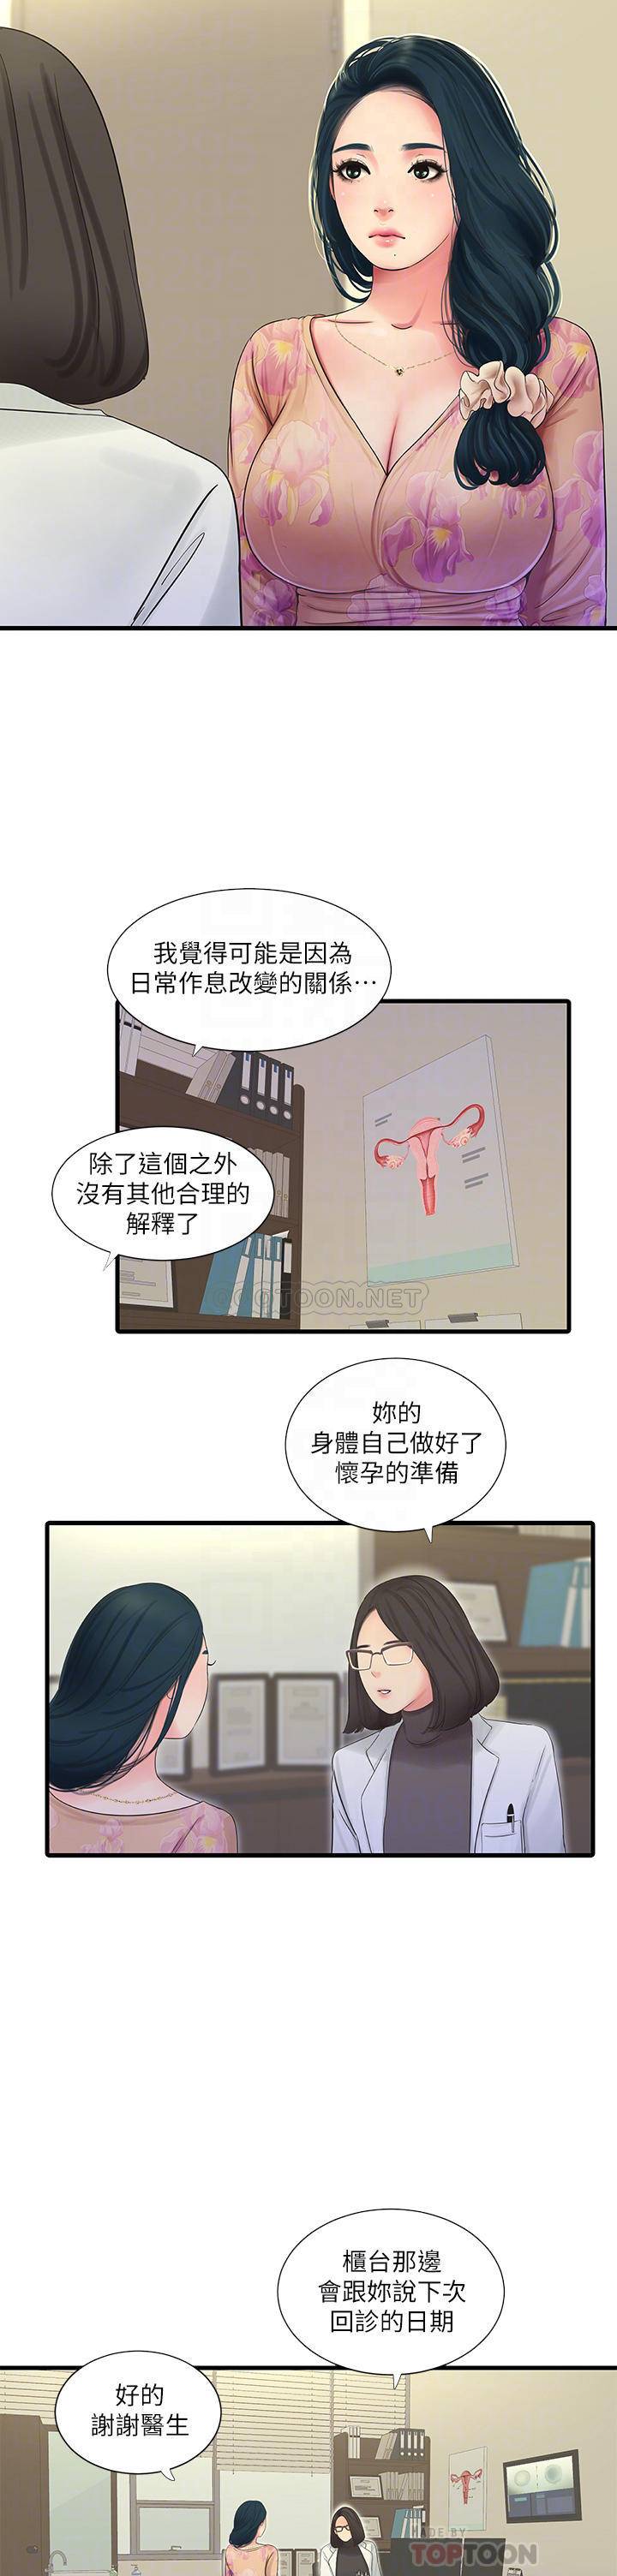 我覺得可能是因為
日常作息改變的關係⋯
除了這個之外
沒有其他合理的
解釋了
TOON.NET
妳的
身體自己做好了
懷孕的準備
櫃台那邊
會跟妳說下次
回診的日期
好的
謝謝醫生
MADE BY
TOPTOON